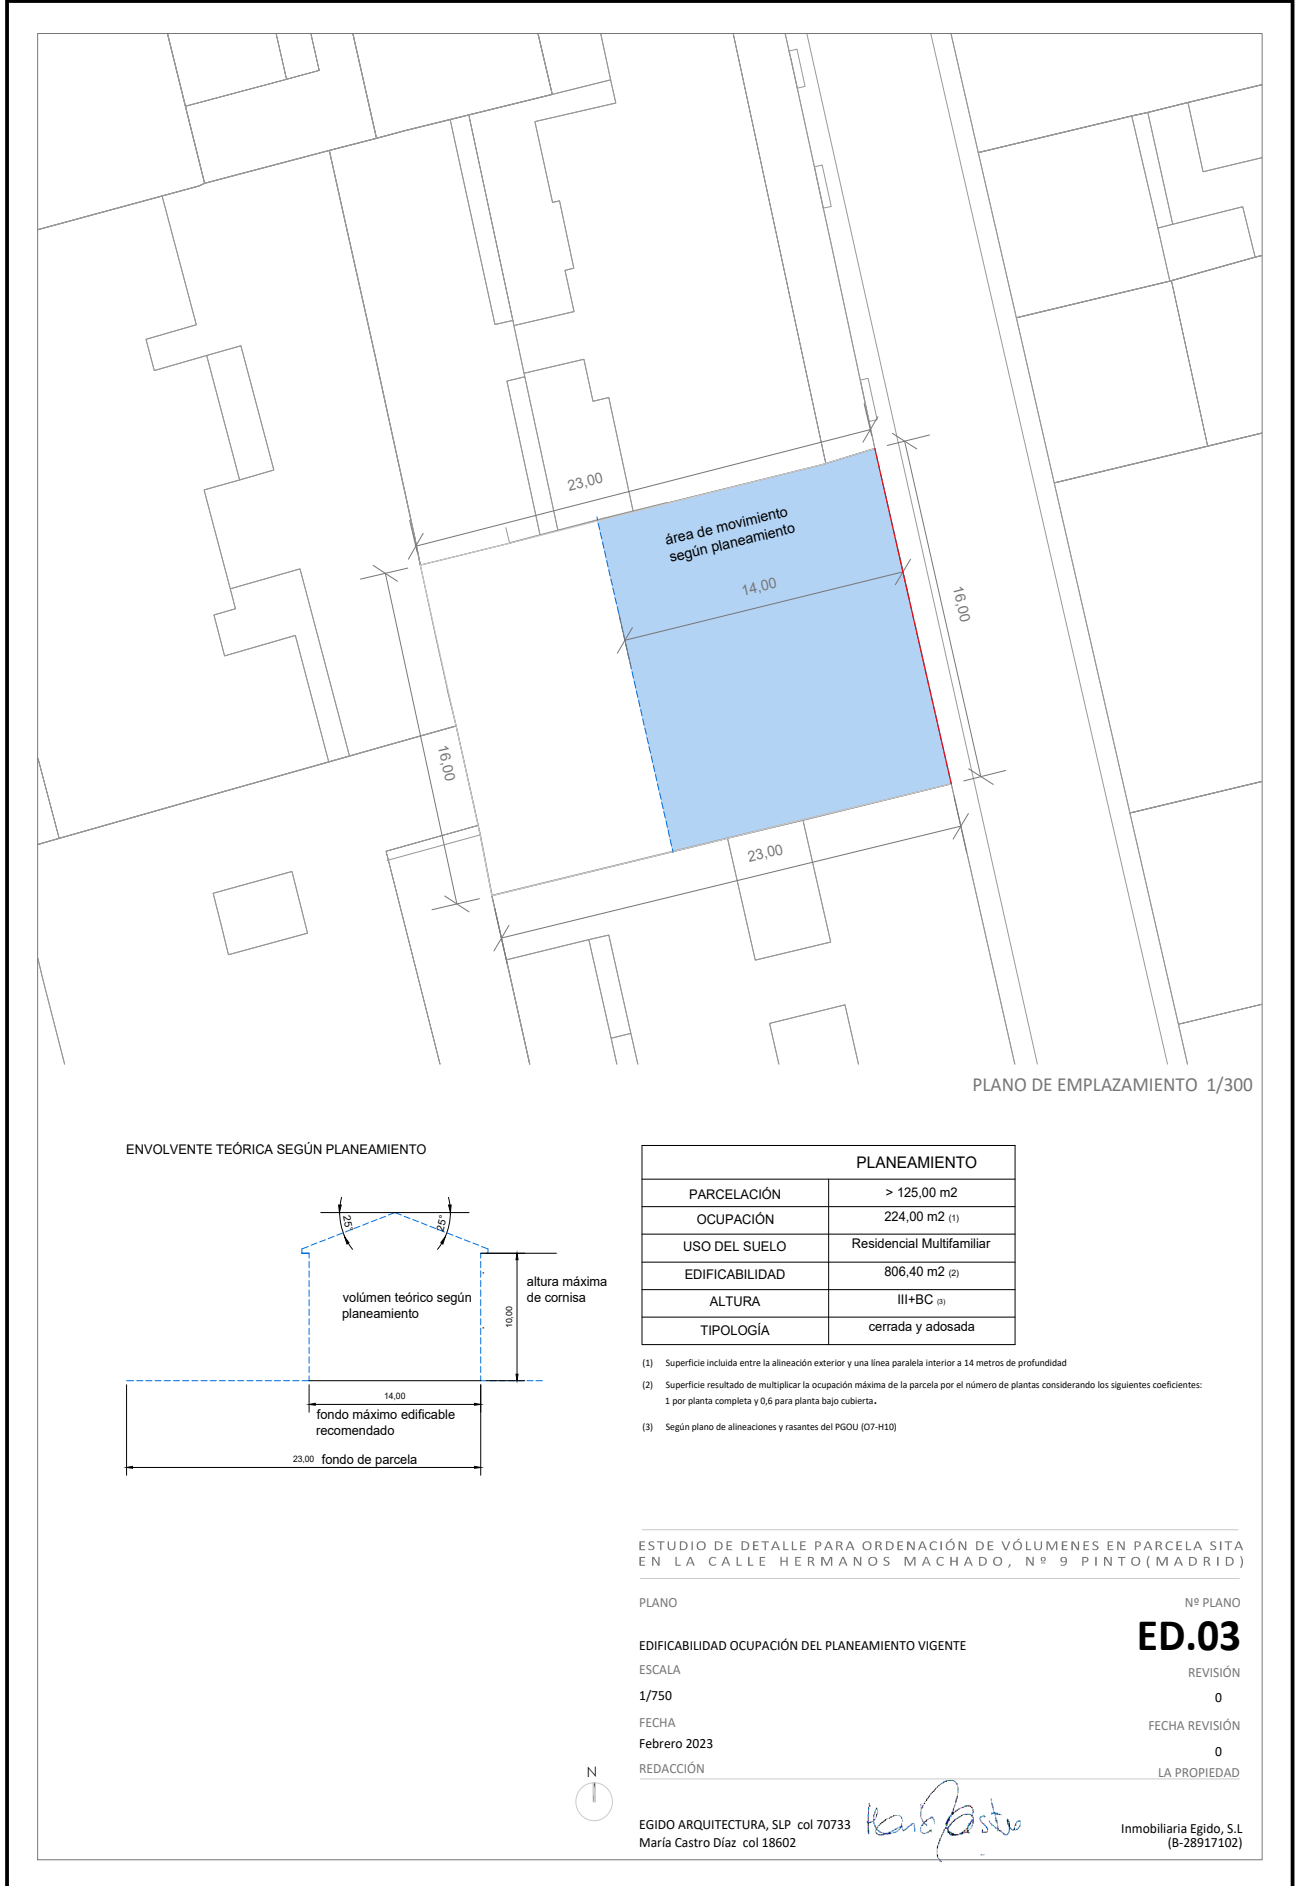 23,00
área de movimiento
según planeamiento
14,00
16,00
16,00
23,00
PLANO DE EMPLAZAMIENTO 1/300
ENVOLVENTE TEÓRICA SEGÚN PLANEAMIENTO
25°
25°
volúmen teórico según
planeamiento
altura máxima
de cornisa
10,00
14,00
fondo máximo edificable
recomendado
23,00 fondo de parcela
PLANEAMIENTO
PARCELACIÓN > 125,00 m2
OCUPACIÓN 224,00 m2 (1)
USO DEL SUELO Residencial Multifamiliar
EDIFICABILIDAD 806,40 m2 (2)
ALTURA III+BC (3)
TIPOLOGÍA cerrada y adosada
(1) Superficie incluida entre la alineación exterior y una línea paralela interior a 14 metros de profundidad
(2) Superficie resultado de multiplicar la ocupación máxima de la parcela por el número de plantas considerando los siguientes coeficientes:
1 por planta completa y 0,6 para planta bajo cubierta.
(3) Según plano de alineaciones y rasantes del PGOU (O7-H10)
ESTUDIO DE DETALLE PARA ORDENACIÓN DE VÓLUMENES EN PARCELA SITA
EN LA CALLE HERMANOS MACHADO, Nº 9 PINTO(MADRID)
PLANO Nº PLANO
ED.03
EDIFICABILIDAD OCUPACIÓN DEL PLANEAMIENTO VIGENTE
ESCALA REVISIÓN
1/750 0
FECHA FECHA REVISIÓN
Febrero 2023 0
REDACCIÓN LA PROPIEDAD
N
EGIDO ARQUITECTURA, SLP col 70733
María Castro Díaz col 18602
María Castro
Inmobiliaria Egido, S.L
(B-28917102)